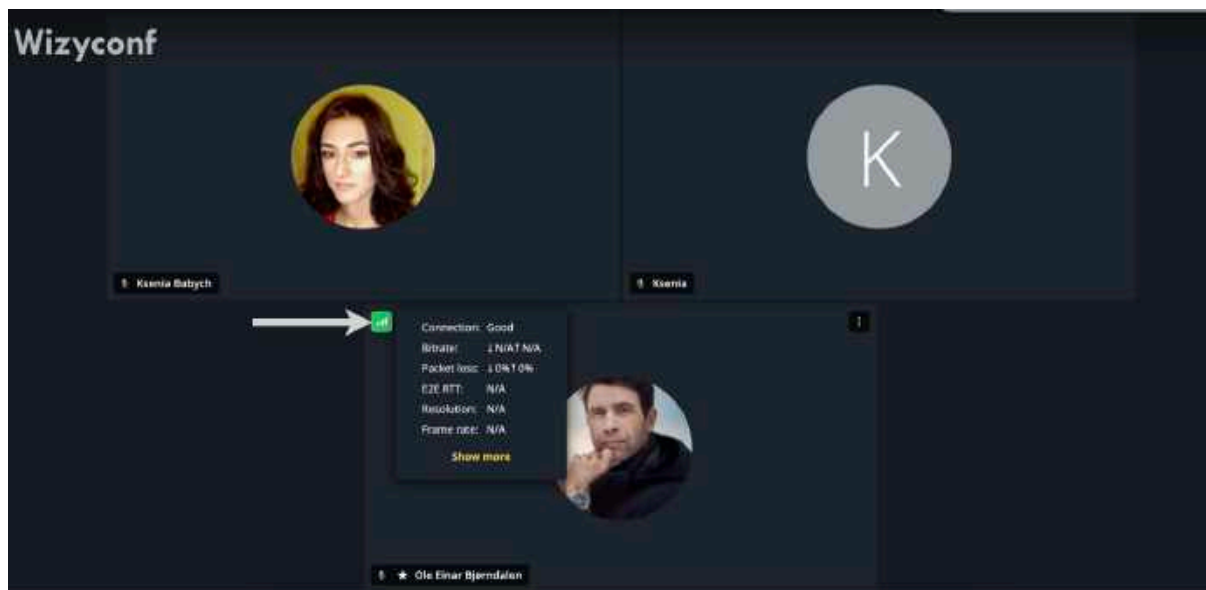 Wizyconf
K
Ksenia Babych
Ksenia
Connection: Good
Bitrate: ↓ N/A↑ N/A
Packet loss: ↓ 0%↑ 0%
E2E RTT: N/A
Resolution: N/A
Frame rate: N/A
Show more
Ole Einar Bjørndalen